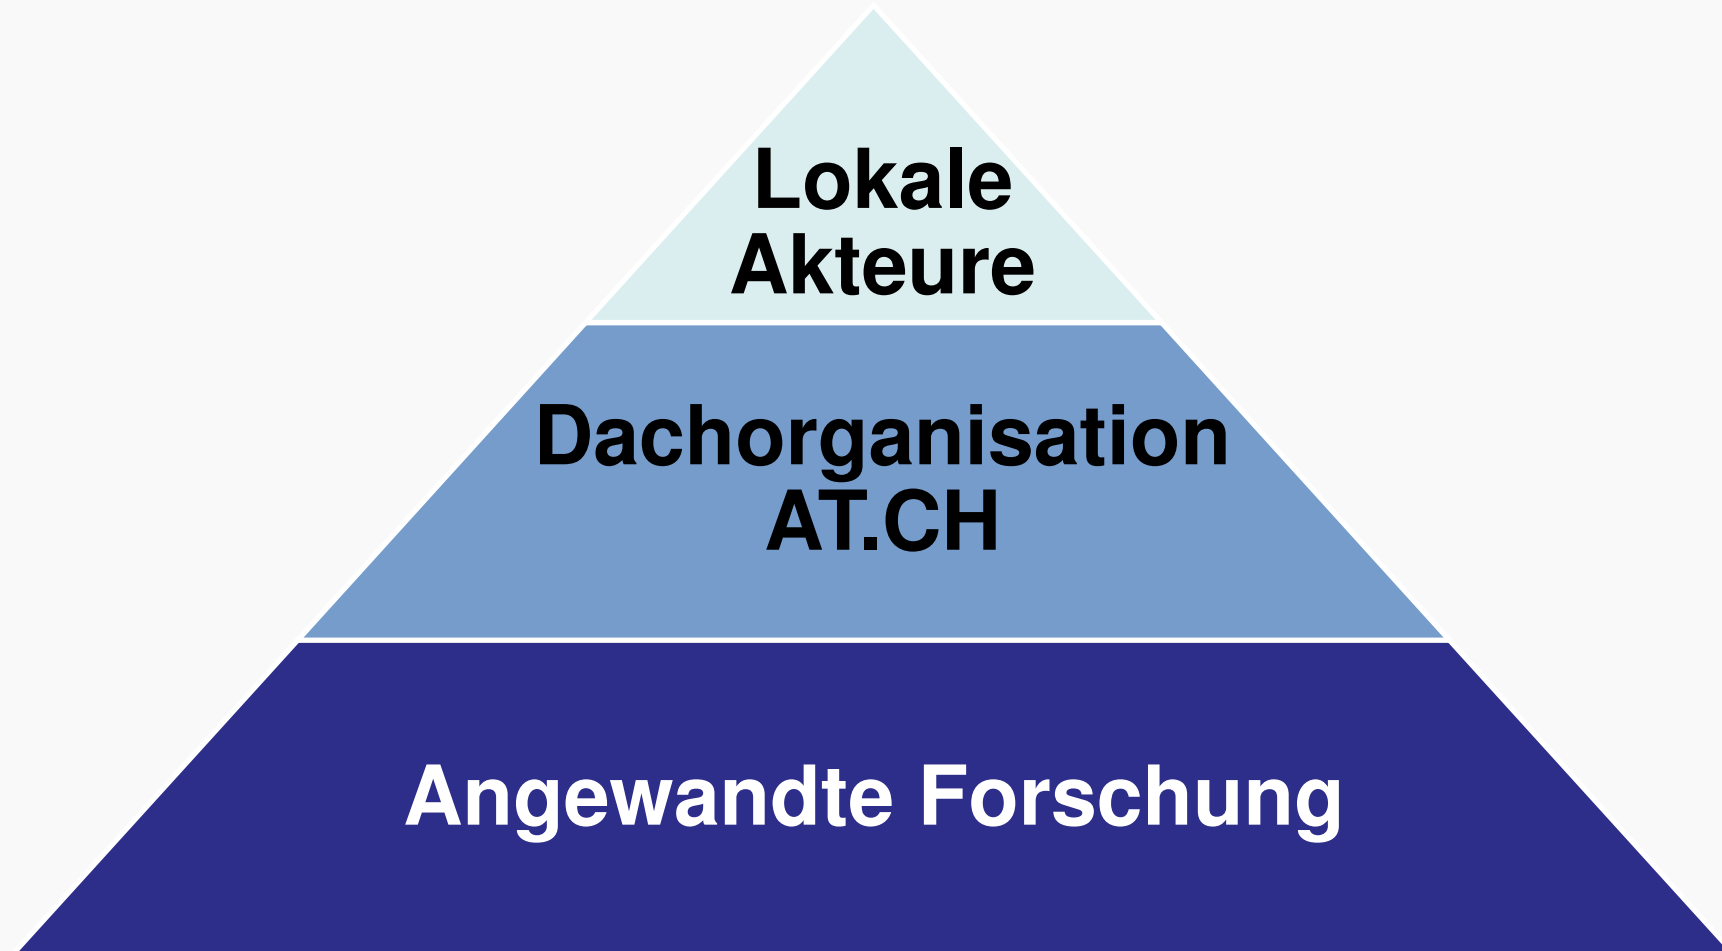 Lokale
Akteure
Dachorganisation
AT.CH
Angewandte Forschung